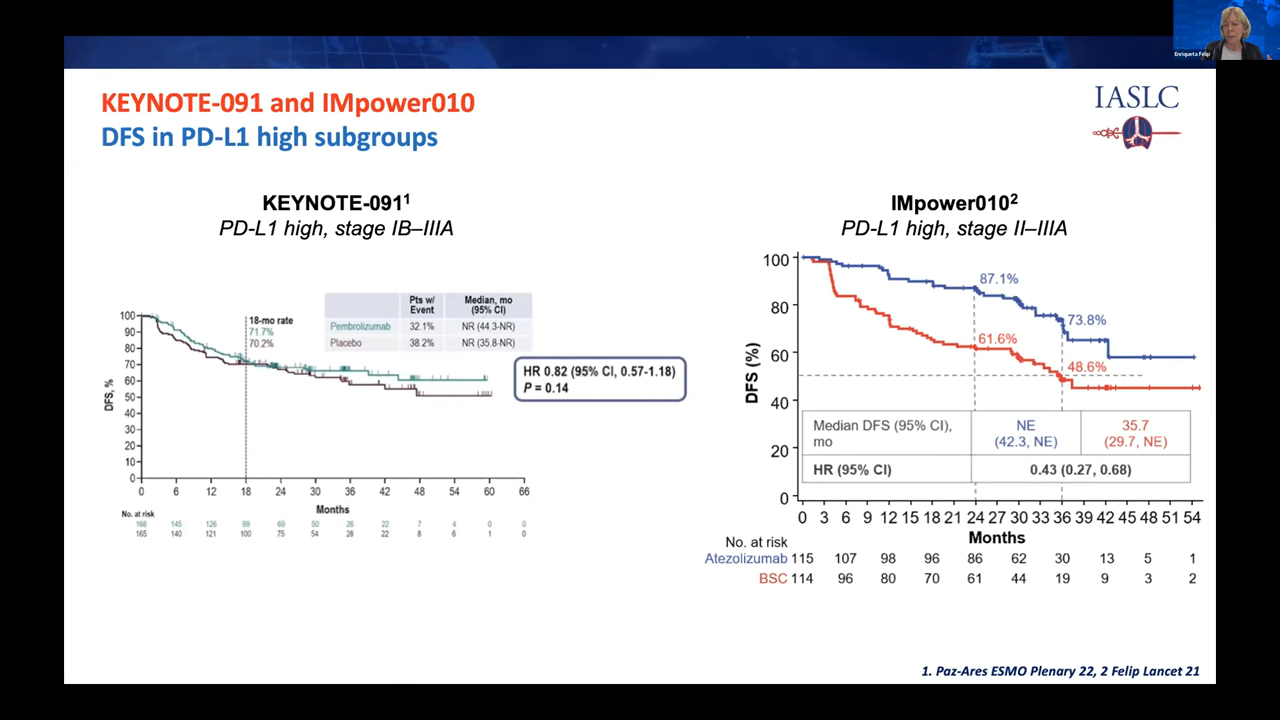 Enriqueta Felip
KEYNOTE-091 and IMpower010
DFS in PD-L1 high subgroups
IASLC
KEYNOTE-091¹
PD-L1 high, stage IB–IIIA
Pts w/ Event
Median, mo (95% CI)
Pembrolizumab 32.1% NR (44.3-NR)
Placebo 38.2% NR (35.8-NR)
18-mo rate
71.7%
70.2%
HR 0.82 (95% CI, 0.57-1.18)
P = 0.14
DFS, %
100
90
80
70
60
50
40
30
20
10
0
0 6 12 18 24 30 36 42 48 54 60 66
Months
No. at risk
168 145 126 99 69 50 26 22 7 4 0 0
165 140 121 100 75 54 28 22 8 6 1 0
IMpower010²
PD-L1 high, stage II–IIIA
DFS (%)
100
80
60
40
20
0
87.1%
73.8%
61.6%
48.6%
Median DFS (95% CI), mo
NE (42.3, NE)
35.7 (29.7, NE)
HR (95% CI) 0.43 (0.27, 0.68)
0 3 6 9 12 15 18 21 24 27 30 33 36 39 42 45 48 51 54
Months
No. at risk
Atezolizumab 115 107 98 96 86 62 30 13 5 1
BSC 114 96 80 70 61 44 19 9 3 2
1. Paz-Ares ESMO Plenary 22, 2 Felip Lancet 21